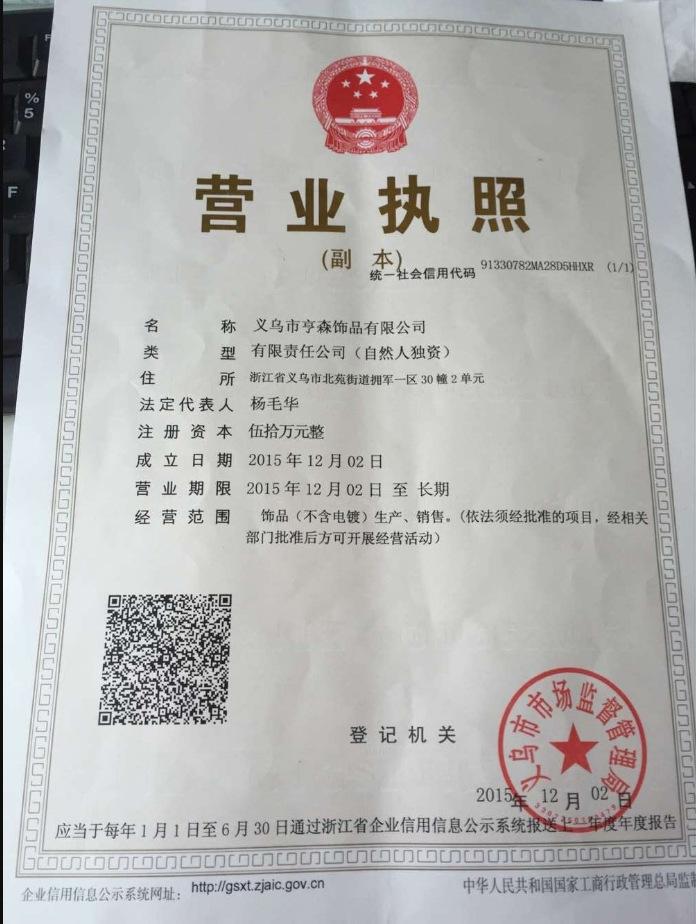 营业执照
(副 本)
统一社会信用代码 91330782MA28D5HHXR (1/1)
名 称 义乌市亨森饰品有限公司
类 型 有限责任公司（自然人独资）
住 所 浙江省义乌市北苑街道拥军一区30幢2单元
法定代表人 杨毛华
注册资本 伍拾万元整
成立日期 2015年12月02日
营业期限 2015年12月02日 至 长期
经营范围 饰品（不含电镀）生产、销售。（依法须经批准的项目，经相关
部门批准后方可开展经营活动）
登记机关
义乌市市场监督管理局
2015年 12月 02日
应当于每年1月1日至6月30日通过浙江省企业信用信息公示系统报送上一年度年度报告
企业信用信息公示系统网址: http://gsxt.zjaic.gov.cn
中华人民共和国国家工商行政管理总局监制
% 5
F